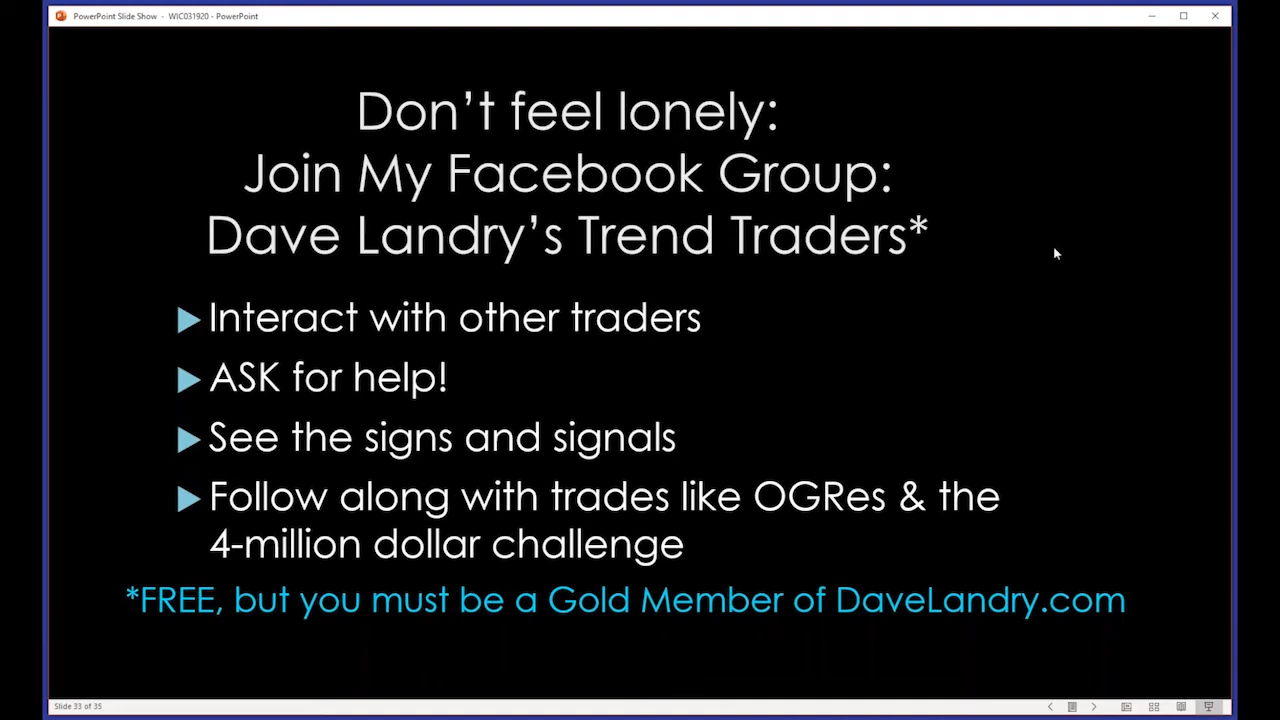 PowerPoint Slide Show - WIC031920 - PowerPoint
Don't feel lonely:
Join My Facebook Group:
Dave Landry's Trend Traders*
Interact with other traders
ASK for help!
See the signs and signals
Follow along with trades like OGRes & the
4-million dollar challenge
*FREE, but you must be a Gold Member of DaveLandry.com
Slide 33 of 35